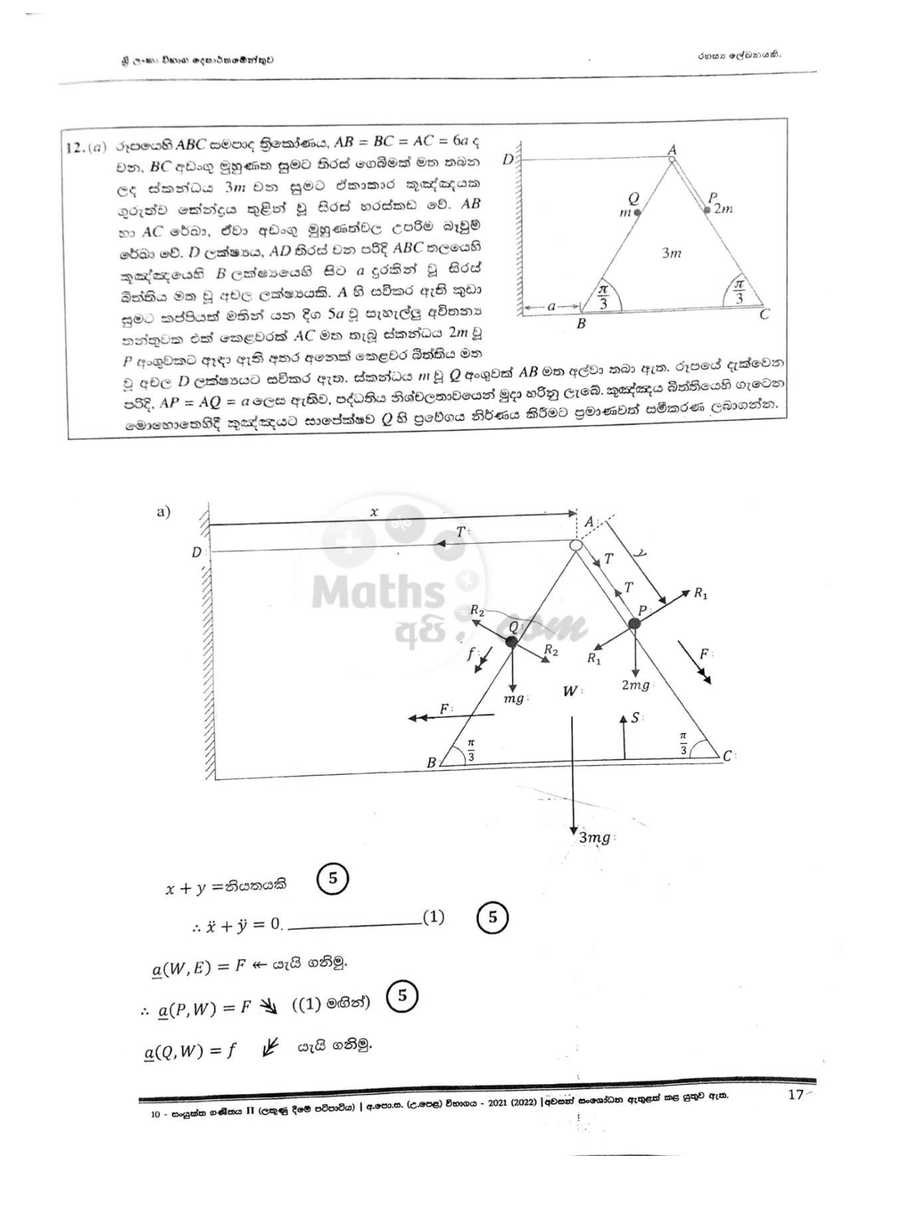 ශ්‍රී ලංකා විභාග දෙපාර්තමේන්තුව
රහස්‍ය ලේඛනයකි.
12.(a) රූපයෙහි ABC සමපාද ත්‍රිකෝණය, AB = BC = AC = 6a ද
වන, BC අඩංගු මුහුණත සුමට තිරස් ගෙබිමක් මත තබන
ලද ස්කන්ධය 3m වන සුමට ඒකාකාර කුඤ්ඤයක
ගුරුත්ව කේන්ද්‍රය තුළින් වූ සිරස් හරස්කඩ වේ. AB
හා AC රේඛා, ඒවා අඩංගු මුහුණත්වල උපරිම බෑවුම්
රේඛා වේ. D ලක්ෂ්‍යය, AD තිරස් වන පරිදි ABC තලයෙහි
කුඤ්ඤයෙහි B ලක්ෂ්‍යයෙහි සිට a දුරකින් වූ සිරස්
බිත්තිය මත වූ අචල ලක්ෂ්‍යයකි. A හි සවිකර ඇති කුඩා
සුමට කප්පියක් මතින් යන දිග 5a වූ සැහැල්ලු අවිතන්‍ය
තන්තුවක එක් කෙළවරක් AC මත තැබූ ස්කන්ධය 2m වූ
P අංශුවකට ඈඳා ඇති අතර අනෙක් කෙළවර බිත්තිය මත
වූ අචල D ලක්ෂ්‍යයට සවිකර ඇත. ස්කන්ධය m වූ Q අංශුවක් AB මත අල්වා තබා ඇත. රූපයේ දැක්වෙන
පරිදි, AP = AQ = a ලෙස ඇතිව, පද්ධතිය නිශ්චලතාවයෙන් මුදා හරිනු ලැබේ. කුඤ්ඤය බිත්තියෙහි ගැටෙන
මොහොතෙහිදී කුඤ්ඤයට සාපේක්ෂව Q හි ප්‍රවේගය නිර්ණය කිරීමට ප්‍රමාණවත් සමීකරණ ලබාගන්න.
D
A
Q
m
P
2m
3m
π/3
π/3
a
B
C
a)
x
D
T
A
y
T
T
R₁
R₂
P
Q
R₂
R₁
f
F
2mg
W
mg
F
S
π/3
π/3
B
C
3mg
Maths
අපි . com
x + y = නියතයකි 5
∴ ẍ + ÿ = 0. (1) 5
a(W, E) = F ↞ යැයි ගනිමු.
∴ a(P, W) = F ((1) මඟින්) 5
a(Q, W) = f යැයි ගනිමු.
10 - සංයුක්ත ගණිතය II (ලකුණු දීමේ පටිපාටිය) | අ.පො.ස. (උ.පෙළ) විභාගය - 2021 (2022) | අවසන් සංශෝධන ඇතුළත් කළ යුතුව ඇත. 17